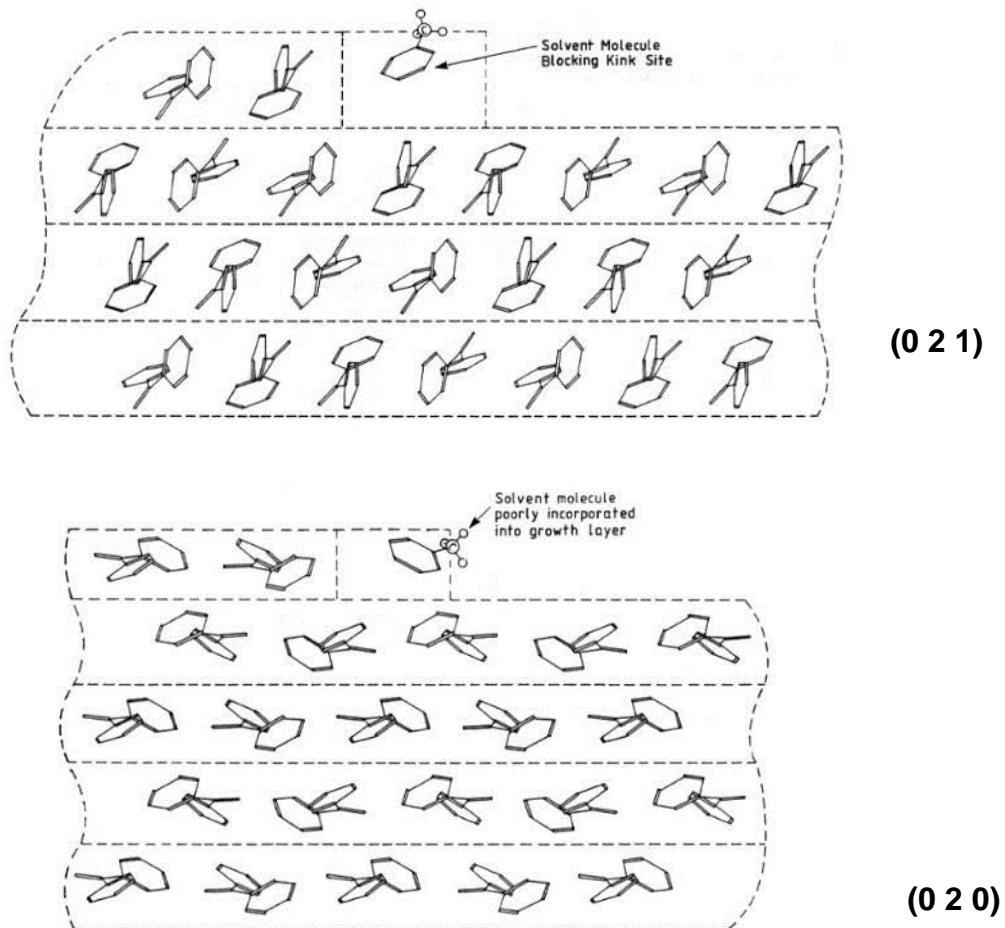 Solvent Molecule
Blocking Kink Site
(0 2 1)
Solvent molecule
poorly incorporated
into growth layer
(0 2 0)